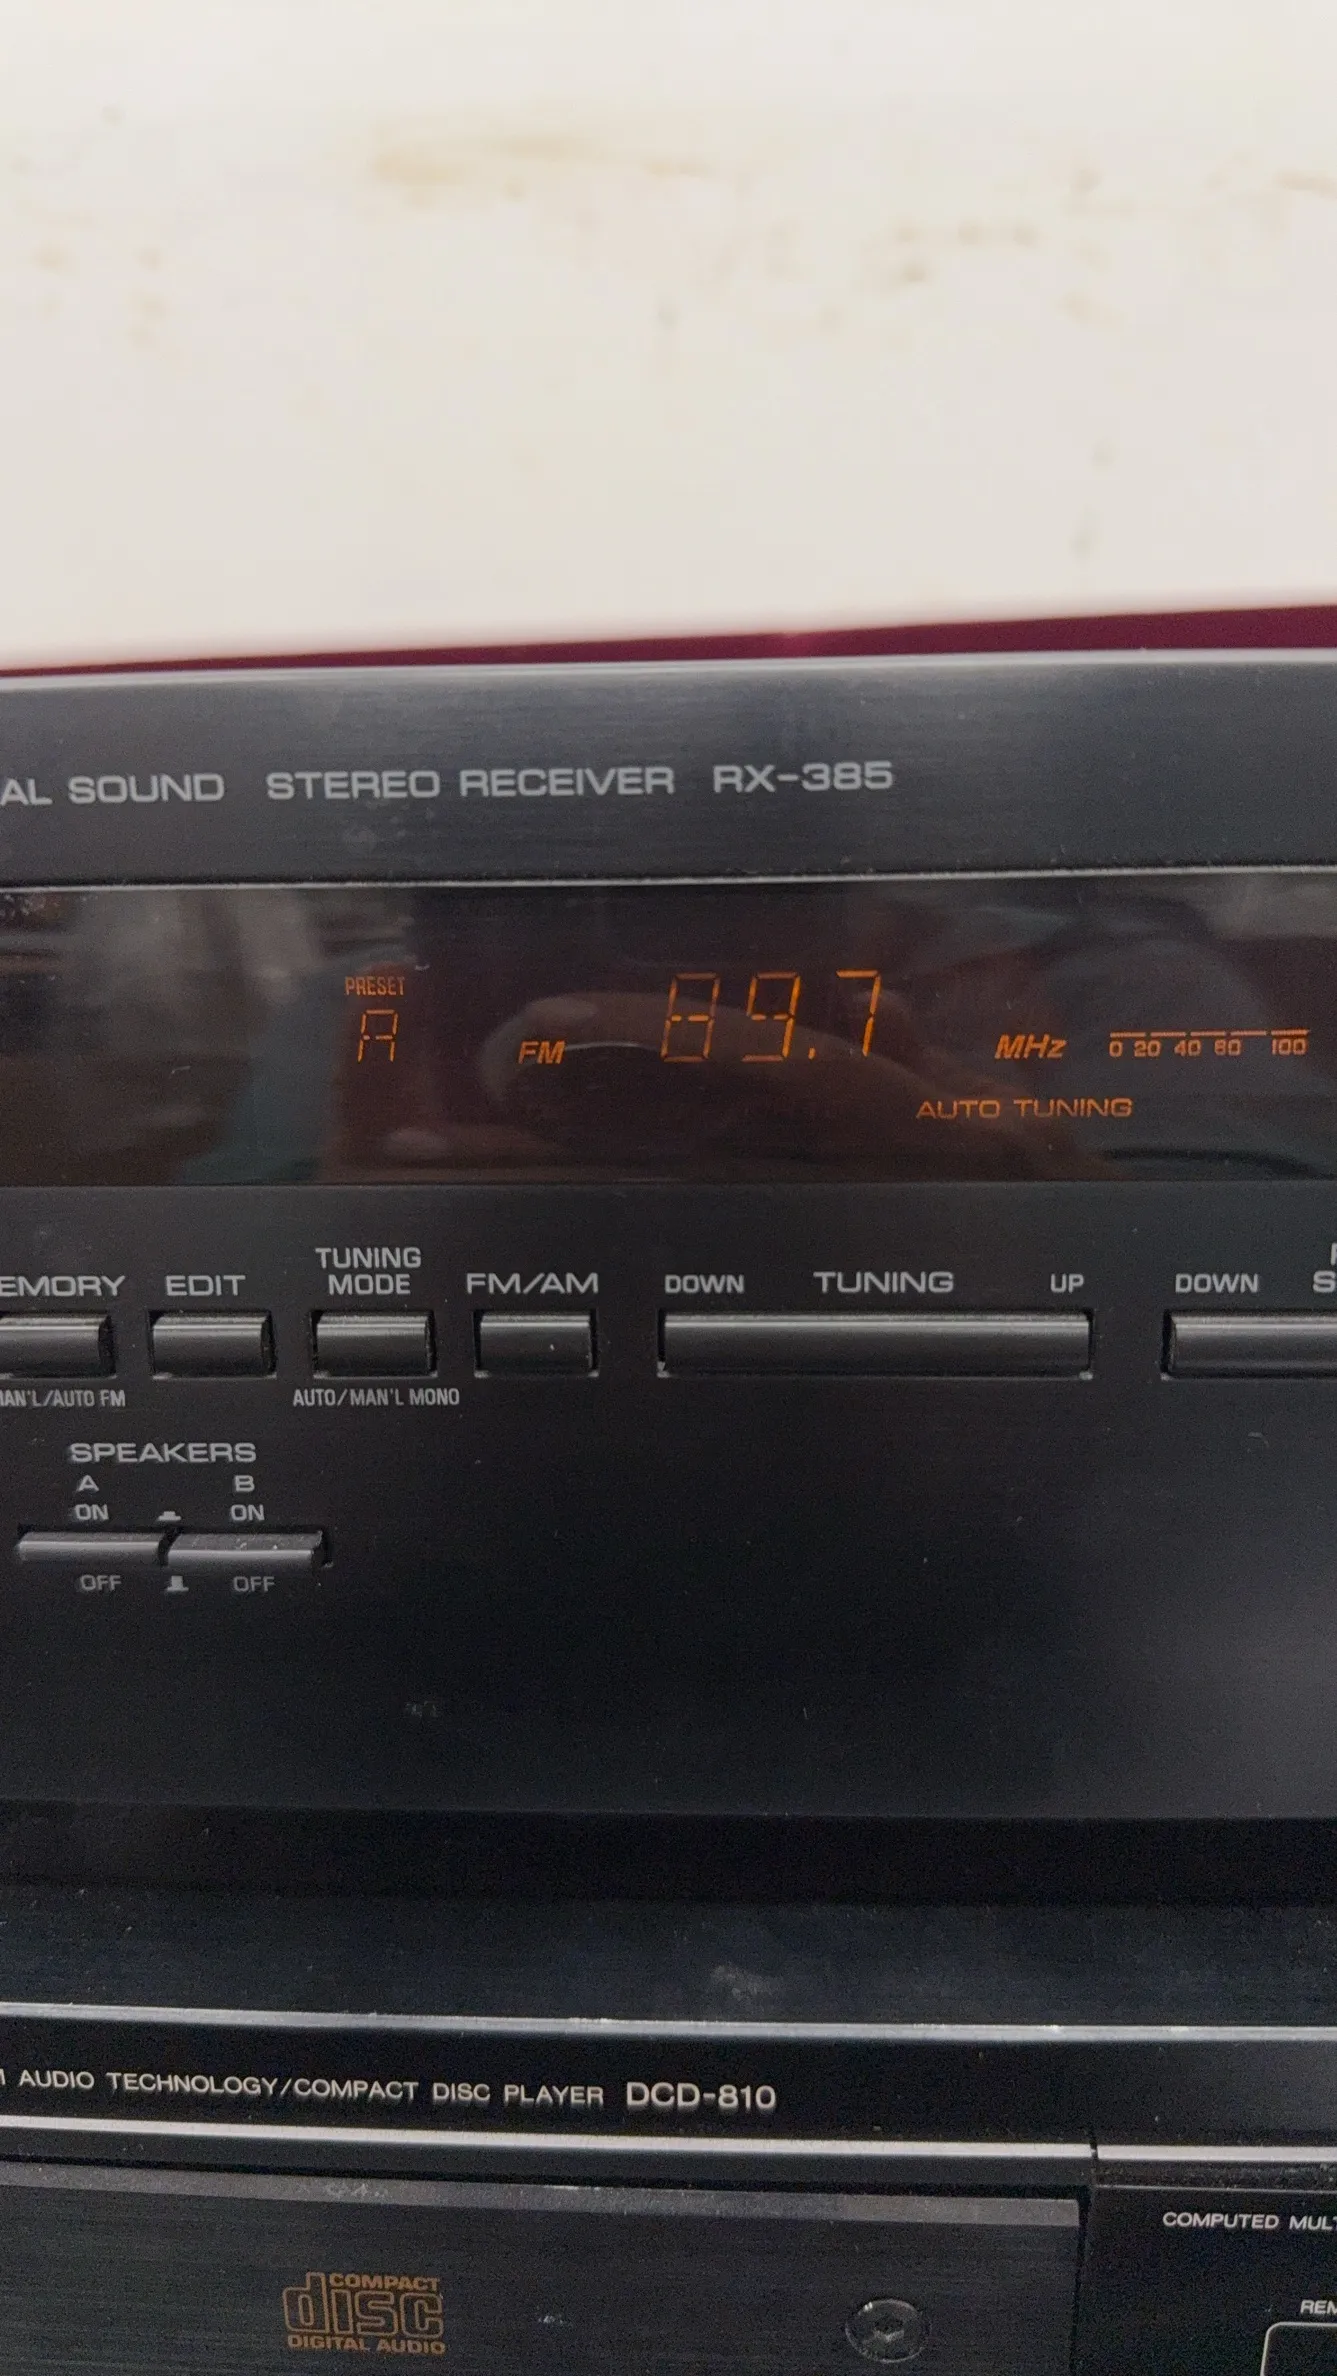 AL SOUND STEREO RECEIVER RX-385
PRESET
A FM 89.7 MHz 0 20 40 60 100
AUTO TUNING
EMORY EDIT TUNING MODE FM/AM DOWN TUNING UP DOWN
AN'L/AUTO FM AUTO/MAN'L MONO
SPEAKERS
A B
ON ON
OFF OFF
AUDIO TECHNOLOGY/COMPACT DISC PLAYER DCD-810
COMPUTED MUL
REM
COMPACT
disc
DIGITAL AUDIO